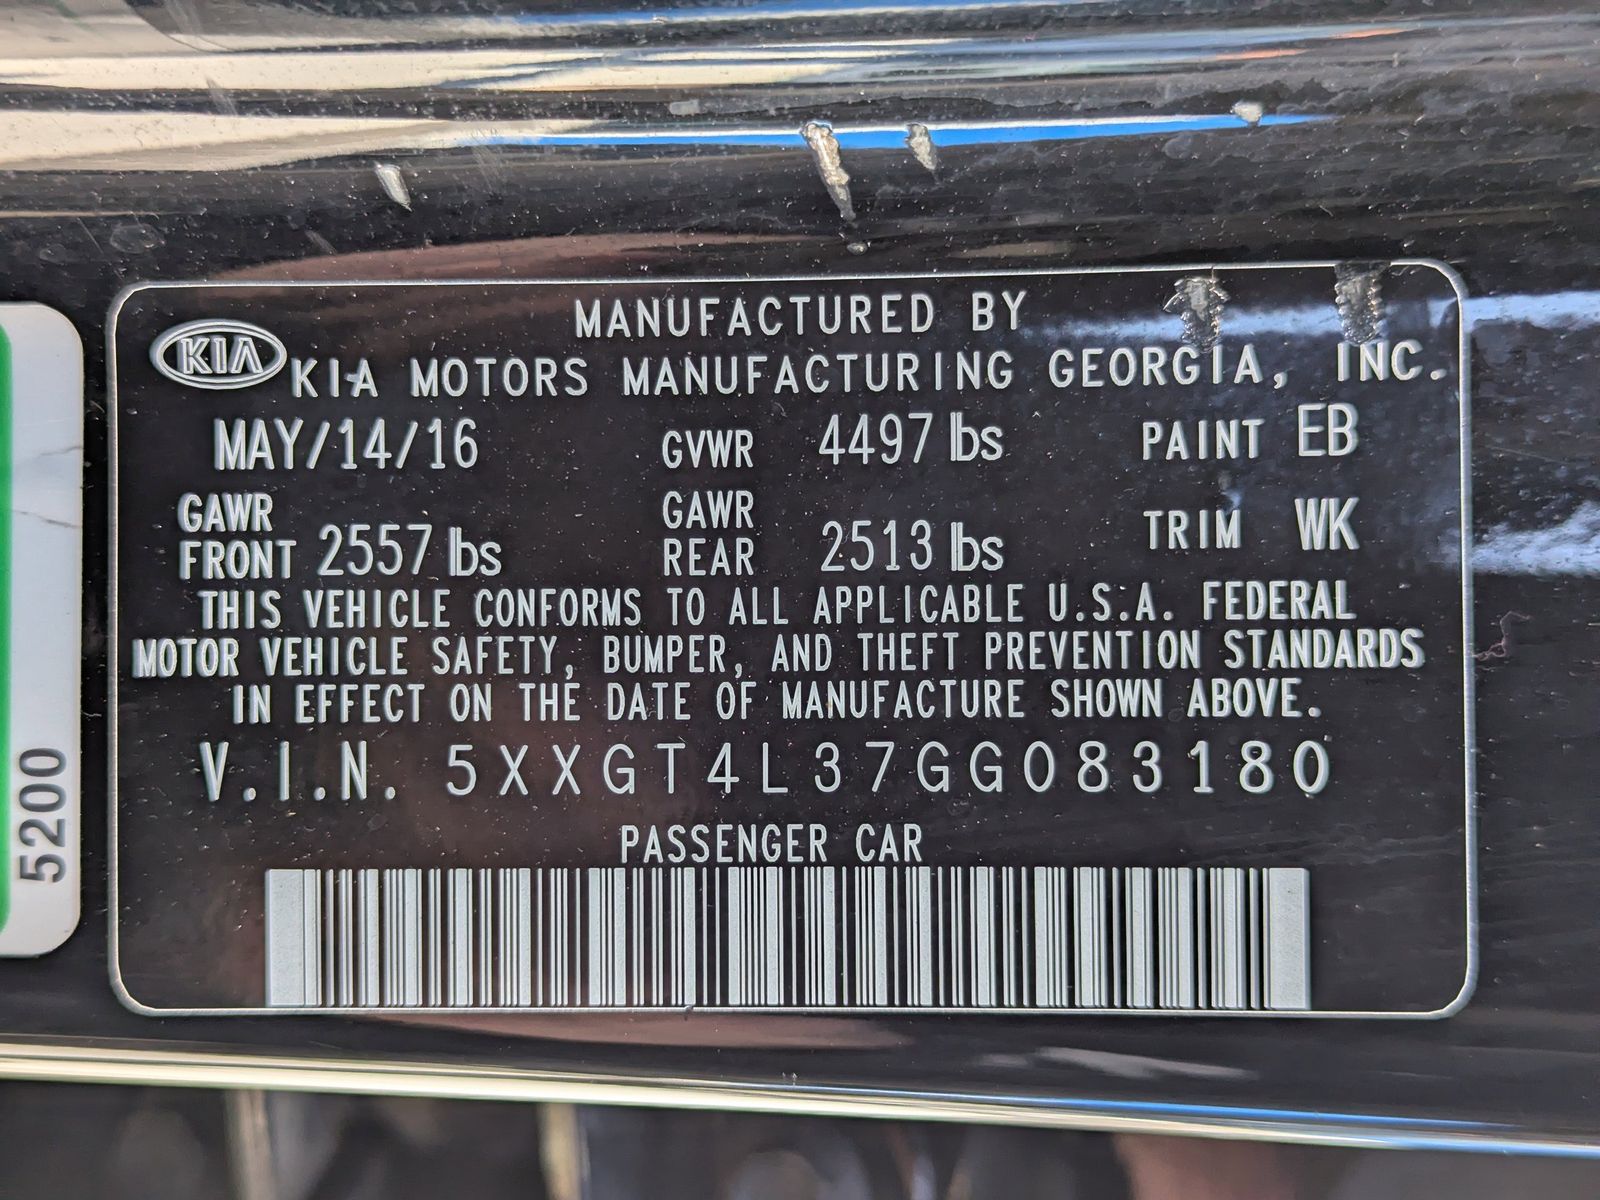 MANUFACTURED BY
KIA
KIA MOTORS MANUFACTURING GEORGIA, INC.
MAY/14/16 GVWR 4497 lbs PAINT EB
GAWR FRONT 2557 lbs GAWR REAR 2513 lbs TRIM WK
THIS VEHICLE CONFORMS TO ALL APPLICABLE U.S.A. FEDERAL
MOTOR VEHICLE SAFETY, BUMPER, AND THEFT PREVENTION STANDARDS
IN EFFECT ON THE DATE OF MANUFACTURE SHOWN ABOVE.
V.I.N. 5XXGT4L37GG083180
PASSENGER CAR
5200